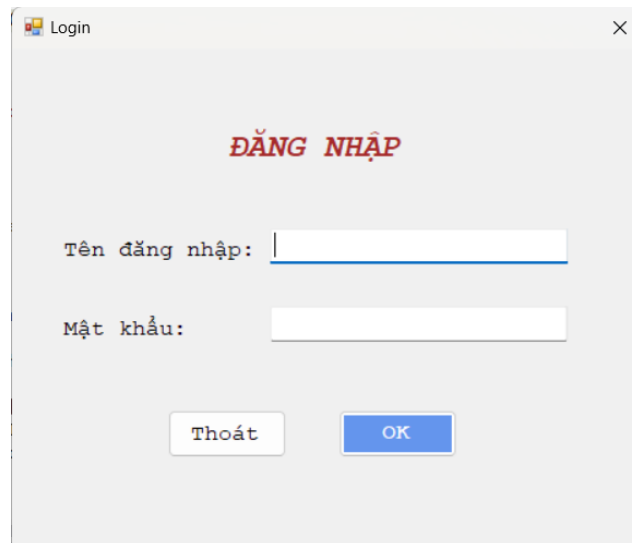 Login
ĐĂNG NHẬP
Tên đăng nhập:
Mật khẩu:
Thoát OK